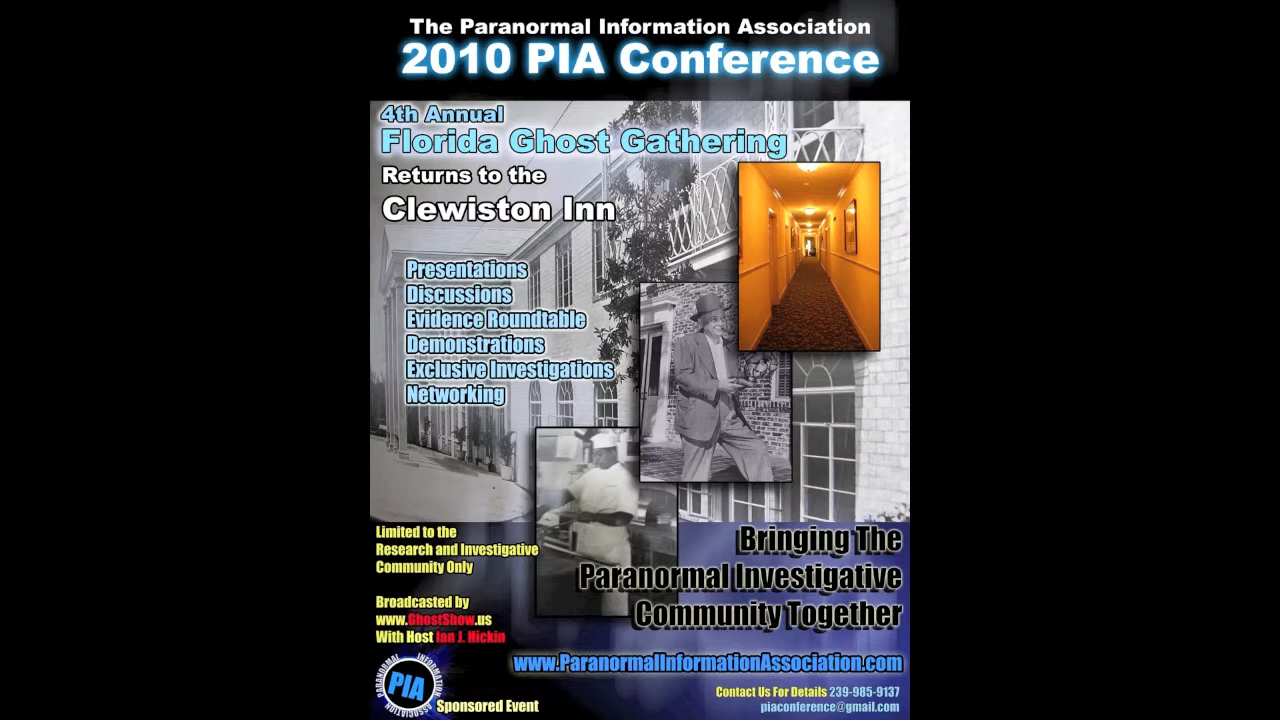 The Paranormal Information Association
2010 PIA Conference
4th Annual
Florida Ghost Gathering
Returns to the
Clewiston Inn
Presentations
Discussions
Evidence Roundtable
Demonstrations
Exclusive Investigations
Networking
Limited to the
Research and Investigative
Community Only
Broadcasted by
www.GhostShow.us
With Host Ian J. Hickin
Bringing The
Paranormal Investigative
Community Together
www.ParanormalInformationAssociation.com
Contact Us For Details 239-985-9137
piaconference@gmail.com
PARANORMAL INFORMATION ASSOCIATION
PIA
Sponsored Event